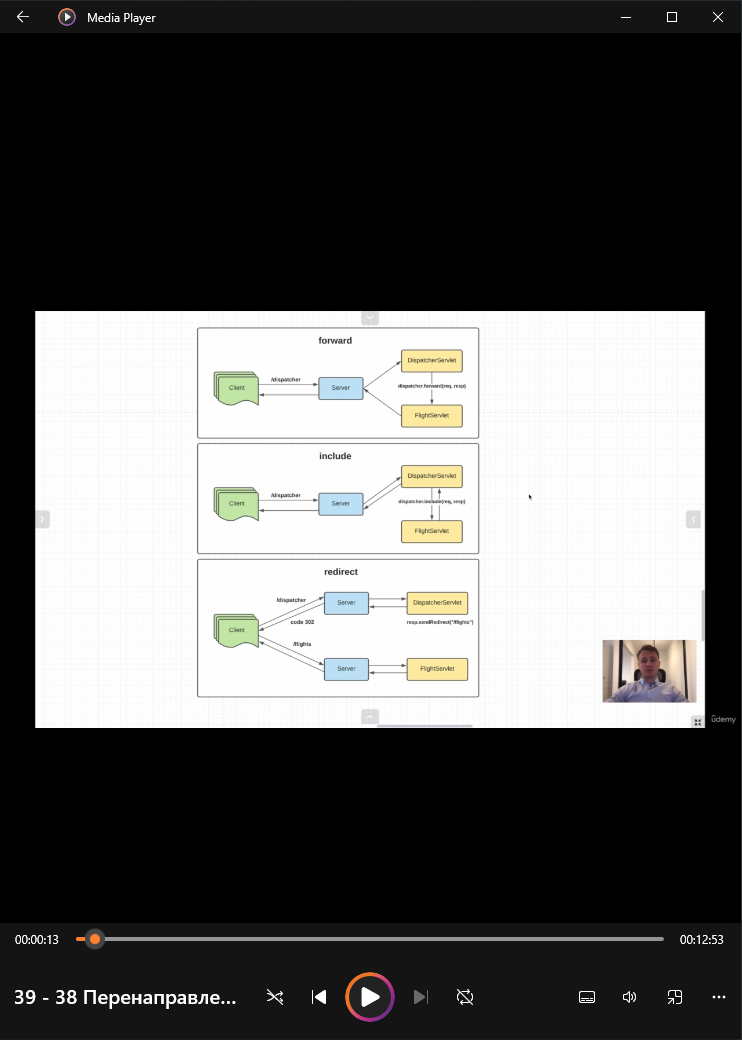 Media Player
forward
DispatcherServlet
/dispatcher
Client
Server
dispatcher.forward(req, resp)
FlightServlet
include
DispatcherServlet
/dispatcher
Client
Server
dispatcher.include(req, resp)
FlightServlet
redirect
/dispatcher
Server
DispatcherServlet
code 302
resp.sendRedirect("/flights")
Client
/flights
Server
FlightServlet
ûdemy
00:00:13
00:12:53
39 - 38 Перенаправле...